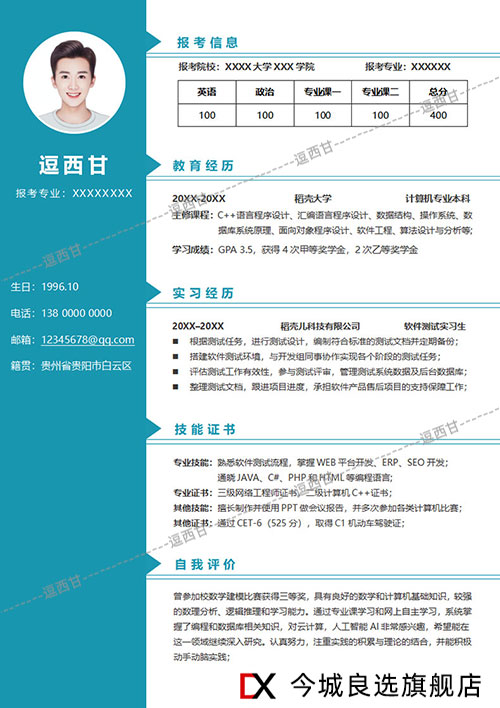 逗西甘
报考专业：XXXXXXXX
生日：1996.10
电话：138 0000 0000
邮箱：12345678@qq.com
籍贯：贵州省贵阳市白云区
报考信息
报考院校：XXXX大学XXX学院 报考专业：XXXXXX
英语 政治 专业课一 专业课二 总分
100 100 100 100 400
教育经历
20XX-20XX 稻壳大学 计算机专业本科
主修课程：C++语言程序设计、汇编语言程序设计、数据结构、操作系统、数
据库系统原理、面向对象程序设计、软件工程、算法设计与分析等;
学习成绩：GPA 3.5，获得4次甲等奖学金，2次乙等奖学金
实习经历
20XX–20XX 稻壳儿科技有限公司 软件测试实习生
■ 根据测试任务，进行测试设计，编制符合标准的测试文档并定期备份；
■ 搭建软件测试环境，与开发组同事协作实现各个阶段的测试任务；
■ 评估测试工作有效性，参与测试评审，管理测试系统数据及后台数据库；
■ 整理测试文档，跟进项目进度，承担软件产品售后项目的支持保障工作；
技能证书
专业技能：熟悉软件测试流程，掌握WEB平台开发、ERP、SEO开发；
通晓JAVA、C#、PHP和HTML等编程语言;
专业证书：三级网络工程师证书，二级计算机C++证书;
其他技能：擅长制作并使用PPT做会议报告，并多次参加各类计算机比赛；
其他证书：通过CET-6（525分），取得C1机动车驾驶证；
自我评价
曾参加校数学建模比赛获得三等奖，具有良好的数学和计算机基础知识，较强
的数理分析、逻辑推理和学习能力。通过专业课学习和网上自主学习，系统掌
握了编程和数据库相关知识，对云计算，人工智能AI非常感兴趣，希望能在
这一领域继续深入研究。认真努力，注重实践的积累与理论的结合，并能积极
动手动脑实践；
逗西甘
逗西甘
逗西甘
逗西甘
逗西甘
逗西甘
DX 今城良选旗舰店